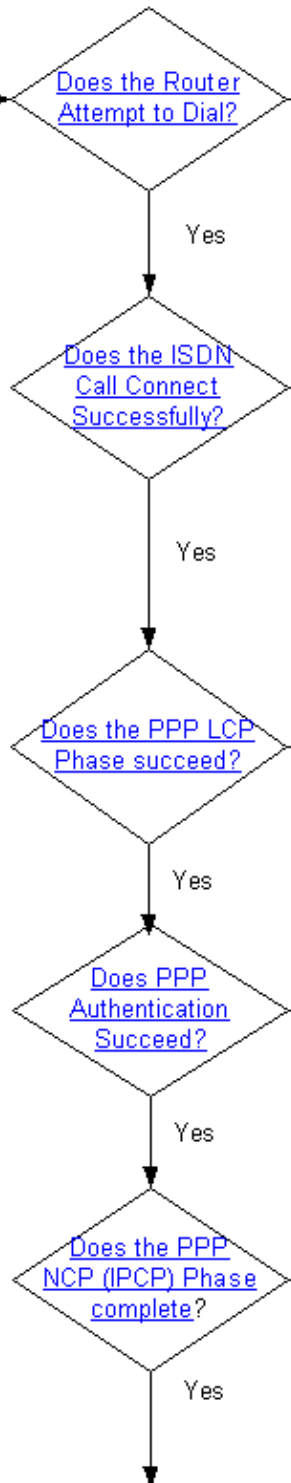 Does the Router
Attempt to Dial?
Yes
Does the ISDN
Call Connect
Successfully?
Yes
Does the PPP LCP
Phase succeed?
Yes
Does PPP
Authentication
Succeed?
Yes
Does the PPP
NCP (IPCP) Phase
complete?
Yes